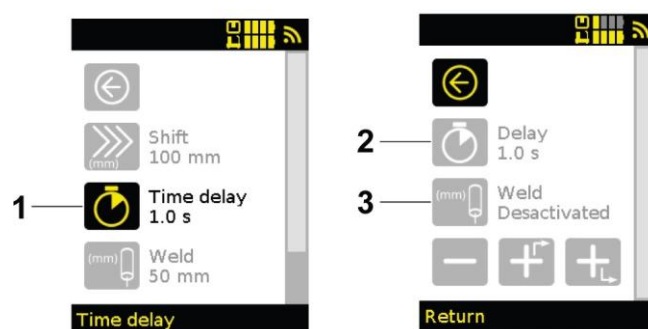 Shift
100 mm
(mm)
1
Time delay
1.0 s
(mm)
Weld
50 mm
Time delay
2
Delay
1.0 s
3
(mm)
Weld
Desactivated
Return